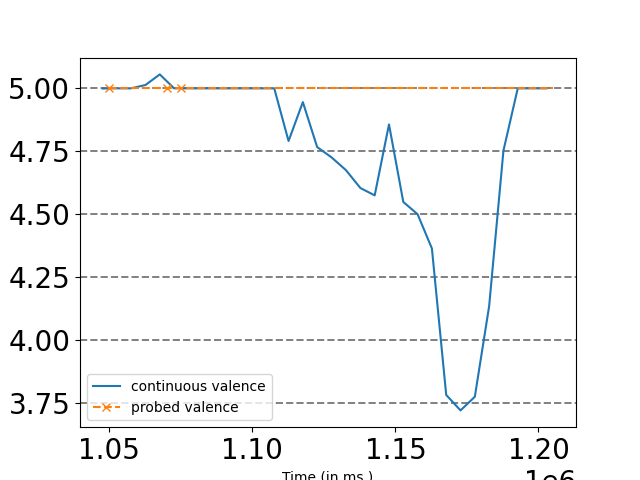 5.00
4.75
4.50
4.25
4.00
3.75
continuous valence
probed valence
1.05 1.10 1.15 1.20
Time (in ms.)
1e6